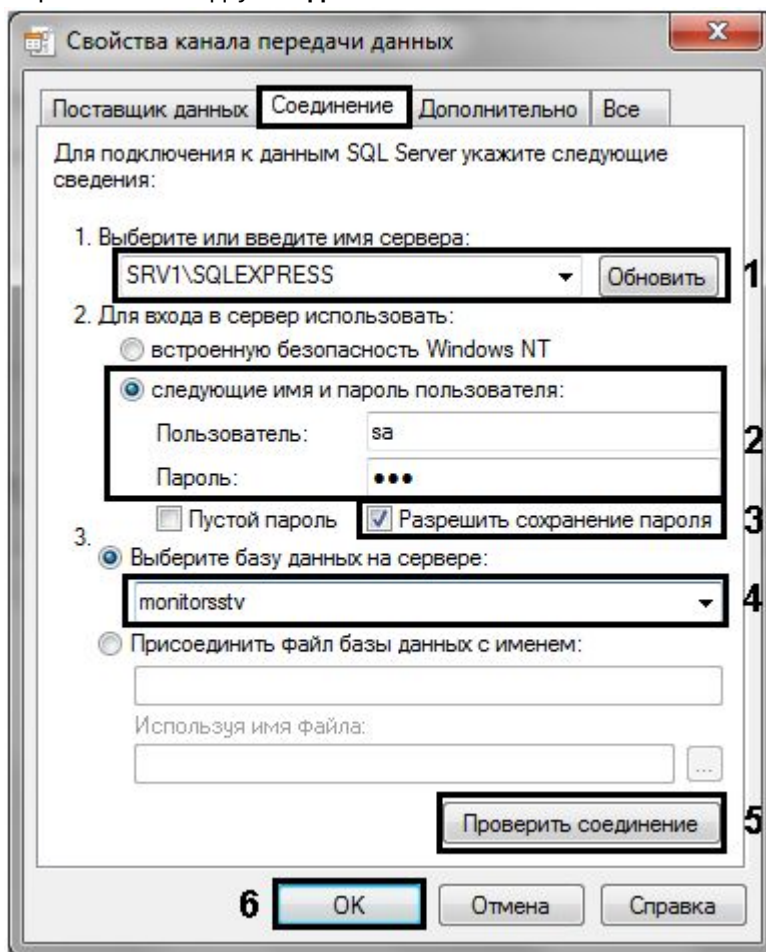 Свойства канала передачи данных
Поставщик данных Соединение Дополнительно Все
Для подключения к данным SQL Server укажите следующие
сведения:
1. Выберите или введите имя сервера:
SRV1\SQLEXPRESS Обновить 1
2. Для входа в сервер использовать:
встроенную безопасность Windows NT
следующие имя и пароль пользователя:
Пользователь: sa
2
Пароль: •••
Пустой пароль Разрешить сохранение пароля 3
3.
Выберите базу данных на сервере:
monitorsstv 4
Присоединить файл базы данных с именем:
Используя имя файла:
...
Проверить соединение 5
6 OK Отмена Справка